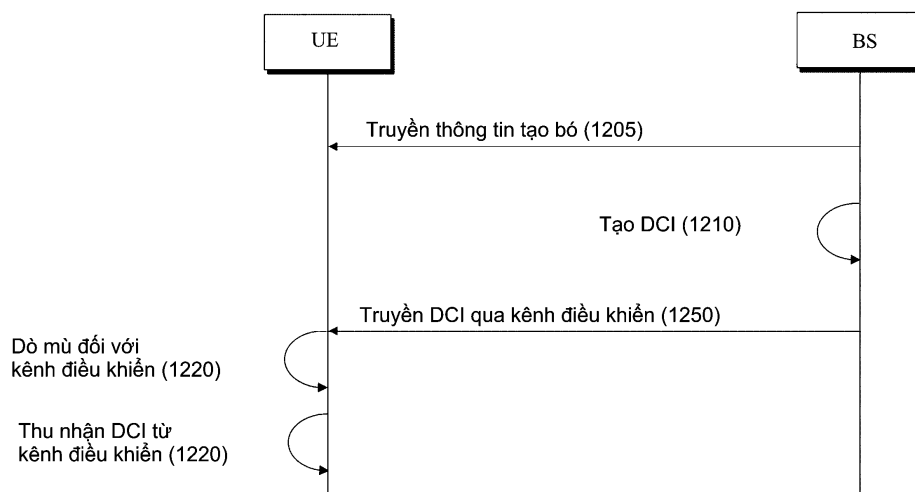 UE
BS
Truyền thông tin tạo bó (1205)
Tạo DCI (1210)
Truyền DCI qua kênh điều khiển (1250)
Dò mù đối với
kênh điều khiển (1220)
Thu nhận DCI từ
kênh điều khiển (1220)